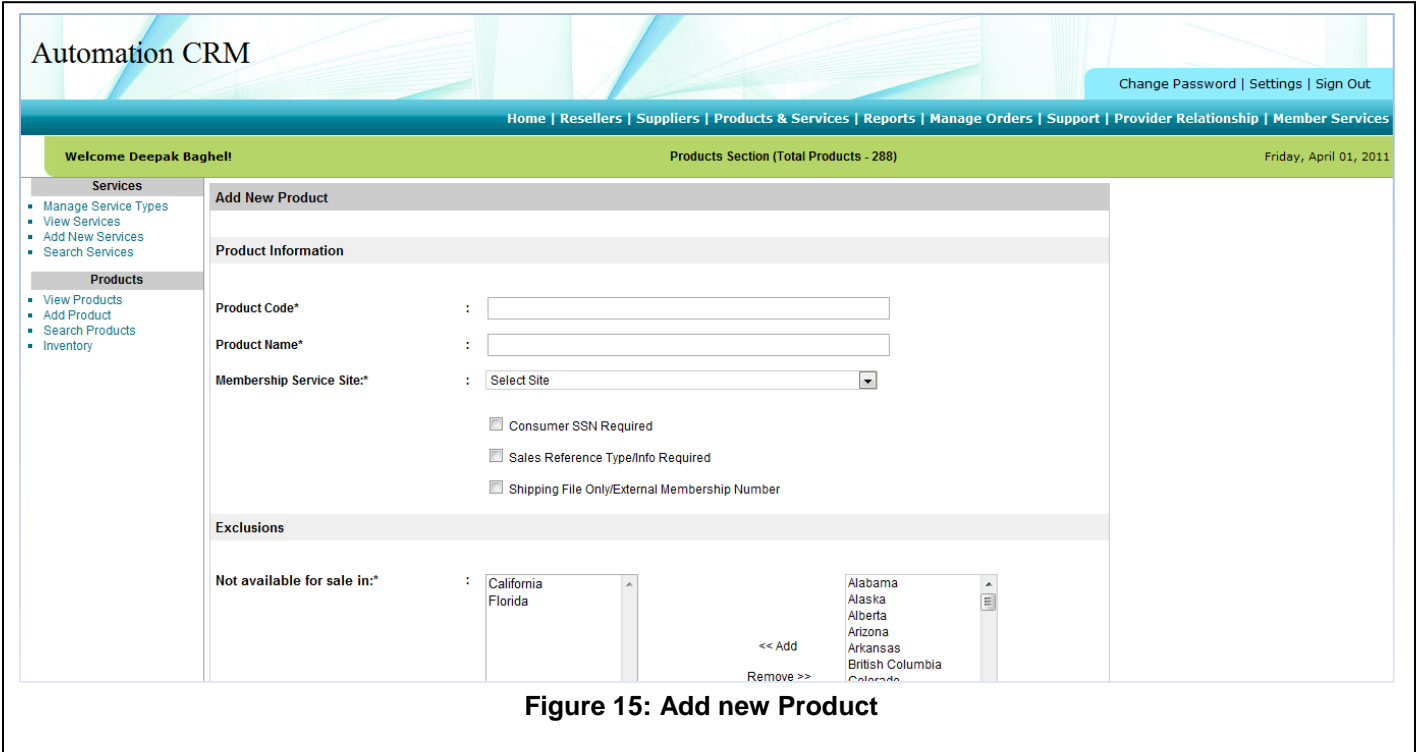 Automation CRM
Change Password | Settings | Sign Out
Home | Resellers | Suppliers | Products & Services | Reports | Manage Orders | Support | Provider Relationship | Member Services
Welcome Deepak Baghel!
Products Section (Total Products - 288)
Friday, April 01, 2011
Services
Manage Service Types
View Services
Add New Services
Search Services
Products
View Products
Add Product
Search Products
Inventory
Add New Product
Product Information
Product Code* :
Product Name* :
Membership Service Site:* : Select Site
Consumer SSN Required
Sales Reference Type/Info Required
Shipping File Only/External Membership Number
Exclusions
Not available for sale in:* :
California
Florida
<< Add
Remove >>
Alabama
Alaska
Alberta
Arizona
Arkansas
British Columbia
Colorado
Figure 15: Add new Product